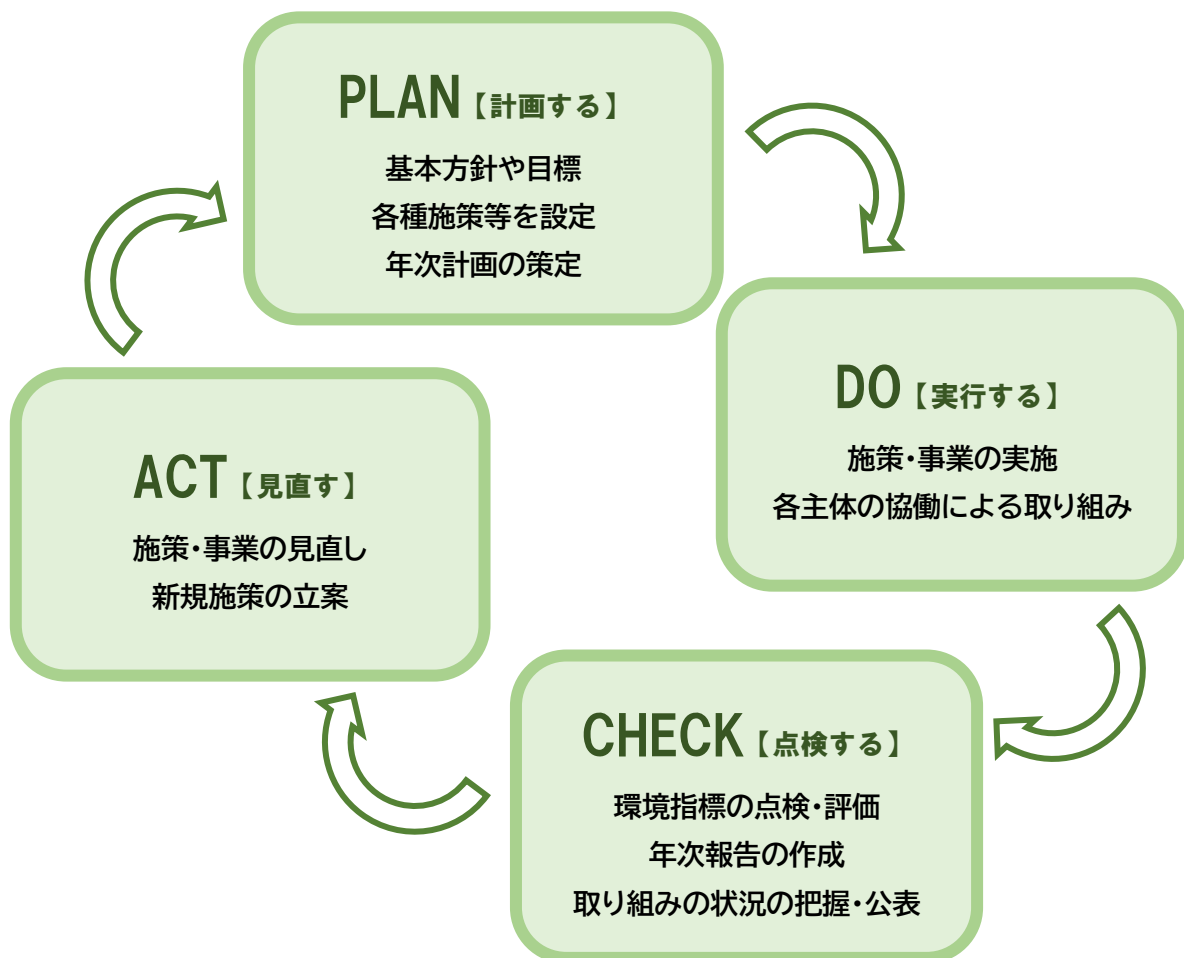 PLAN【計画する】
基本方針や目標
各種施策等を設定
年次計画の策定
DO【実行する】
施策・事業の実施
各主体の協働による取り組み
CHECK【点検する】
環境指標の点検・評価
年次報告の作成
取り組みの状況の把握・公表
ACT【見直す】
施策・事業の見直し
新規施策の立案